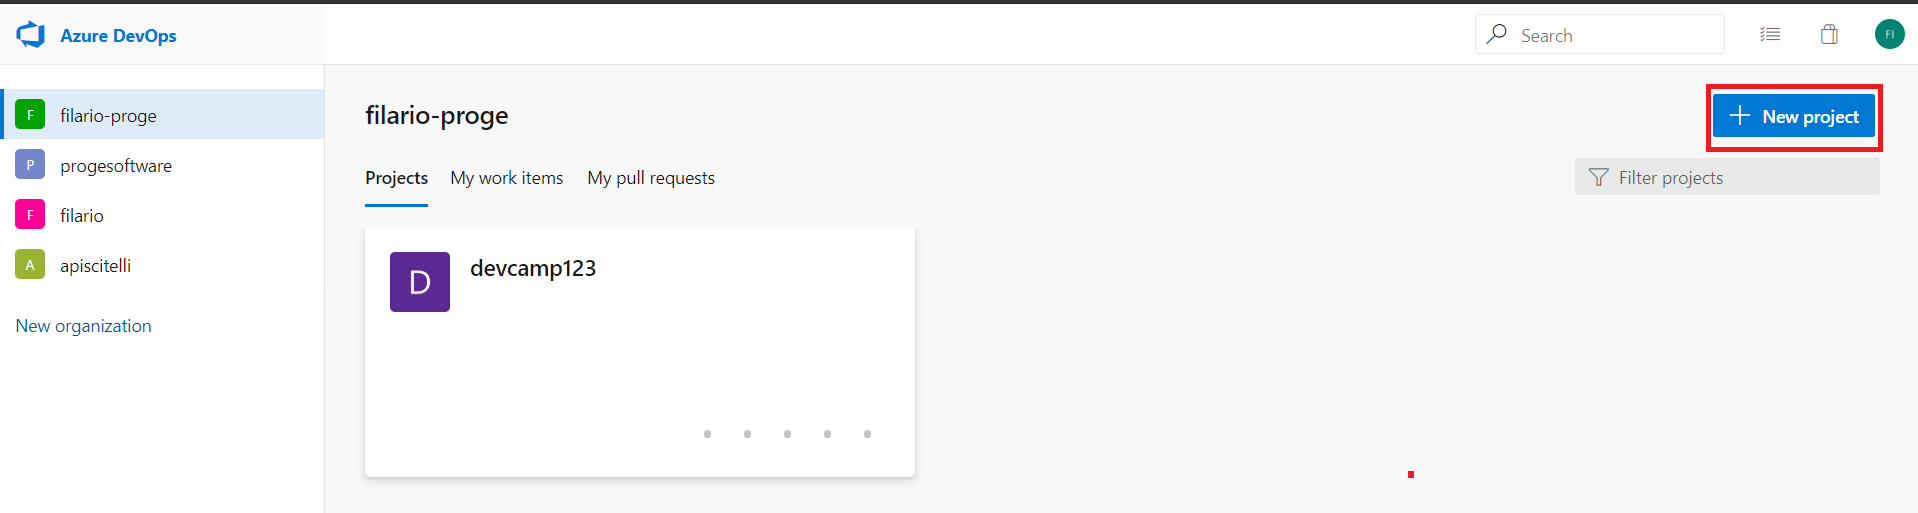 Azure DevOps
Search
FI
F filario-proge
P progesoftware
F filario
A apiscitelli
New organization
filario-proge
New project
Projects My work items My pull requests
Filter projects
D devcamp123